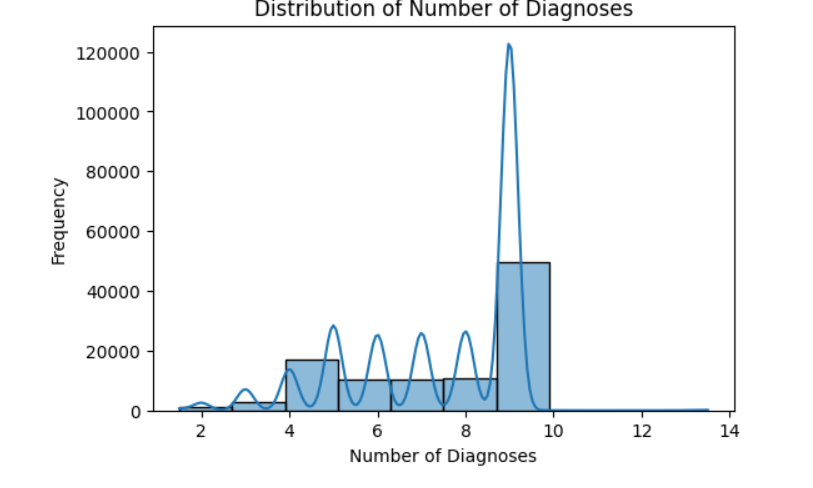 Distribution of Number of Diagnoses
120000
100000
80000
60000
40000
20000
0
Frequency
2 4 6 8 10 12 14
Number of Diagnoses